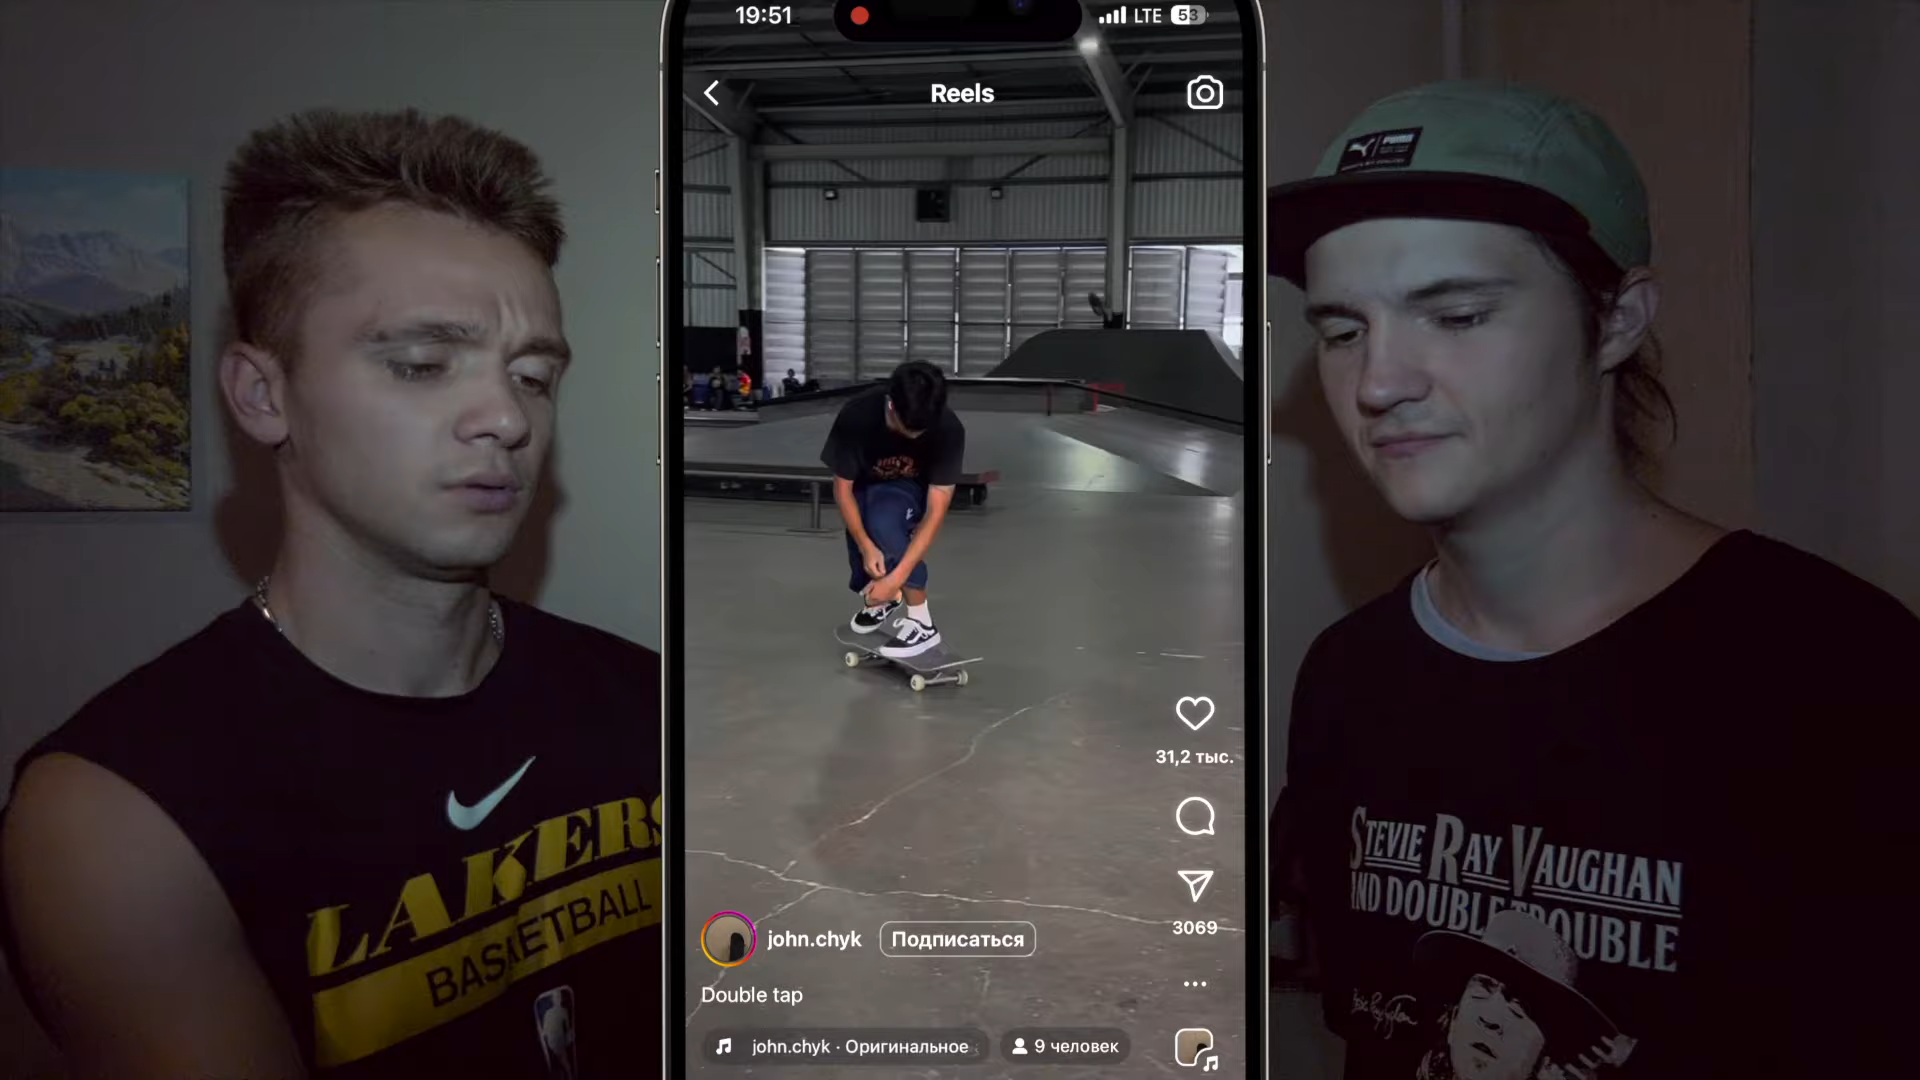 19:51
LTE
53
Reels
PUMA
31,2 тыс.
3069
john.chyk
Подписаться
Double tap
john.chyk · Оригинальное
9 человек
LAKERS
BASKETBALL
STEVIE RAY VAUGHAN
AND DOUBLE TROUBLE